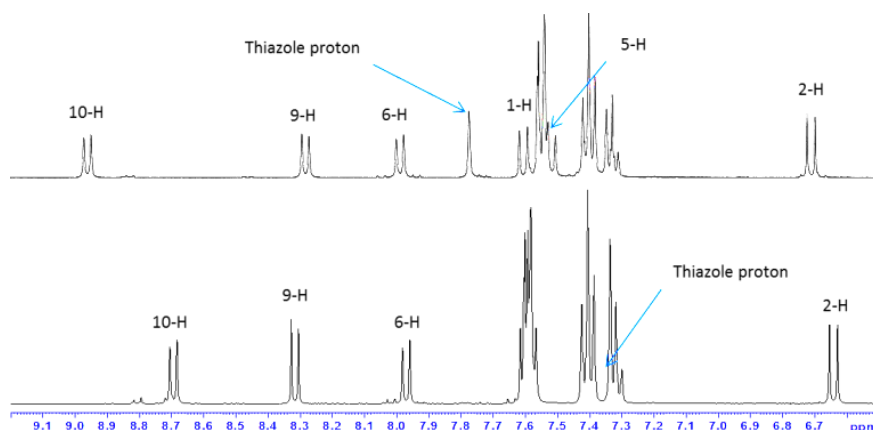 Thiazole proton
5-H
10-H
9-H
6-H
1-H
2-H
Thiazole proton
10-H
9-H
6-H
2-H
9.1 9.0 8.9 8.8 8.7 8.6 8.5 8.4 8.3 8.2 8.1 8.0 7.9 7.8 7.7 7.6 7.5 7.4 7.3 7.2 7.1 7.0 6.9 6.8 6.7 ppm